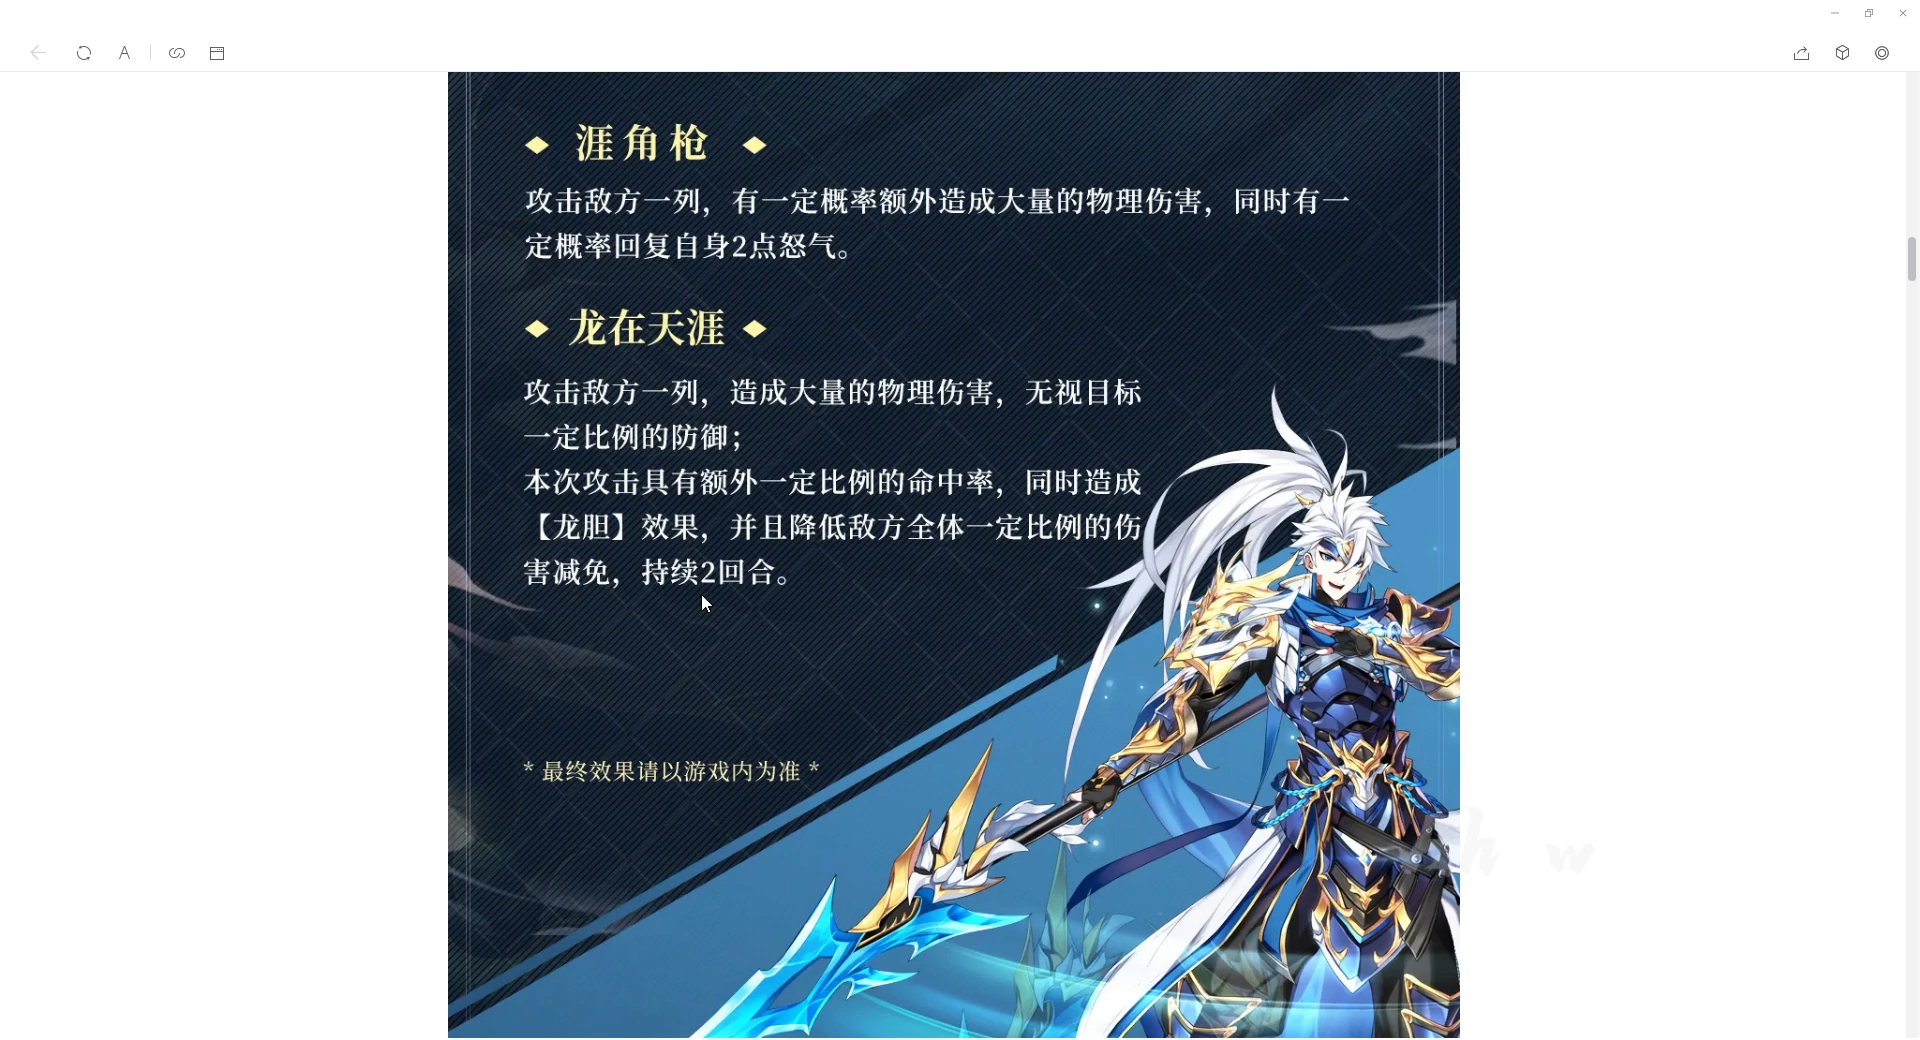 涯角枪
攻击敌方一列，有一定概率额外造成大量的物理伤害，同时有一
定概率回复自身2点怒气。
龙在天涯
攻击敌方一列，造成大量的物理伤害，无视目标
一定比例的防御；
本次攻击具有额外一定比例的命中率，同时造成
【龙胆】效果，并且降低敌方全体一定比例的伤
害减免，持续2回合。
* 最终效果请以游戏内为准 *